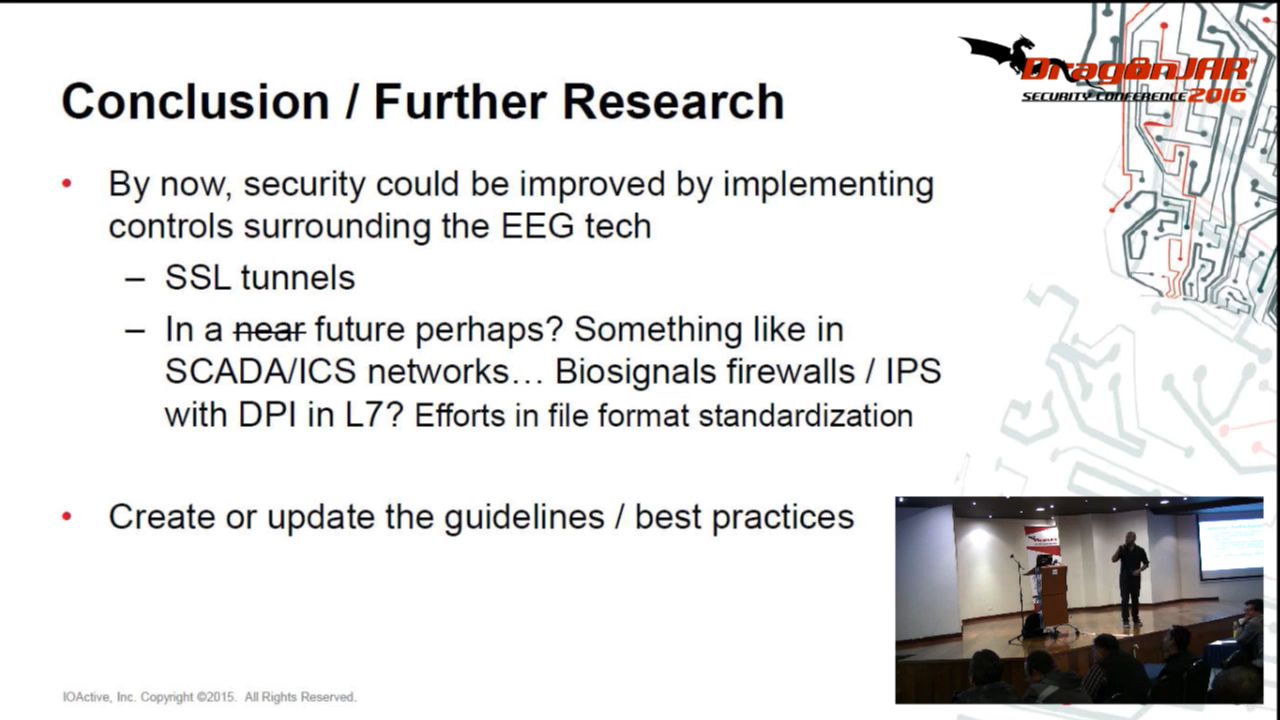 DragonJAR
SECURITY CONFERENCE 2016
Conclusion / Further Research
• By now, security could be improved by implementing
controls surrounding the EEG tech
– SSL tunnels
– In a near future perhaps? Something like in
SCADA/ICS networks… Biosignals firewalls / IPS
with DPI in L7? Efforts in file format standardization
• Create or update the guidelines / best practices
IOActive, Inc. Copyright ©2015. All Rights Reserved.